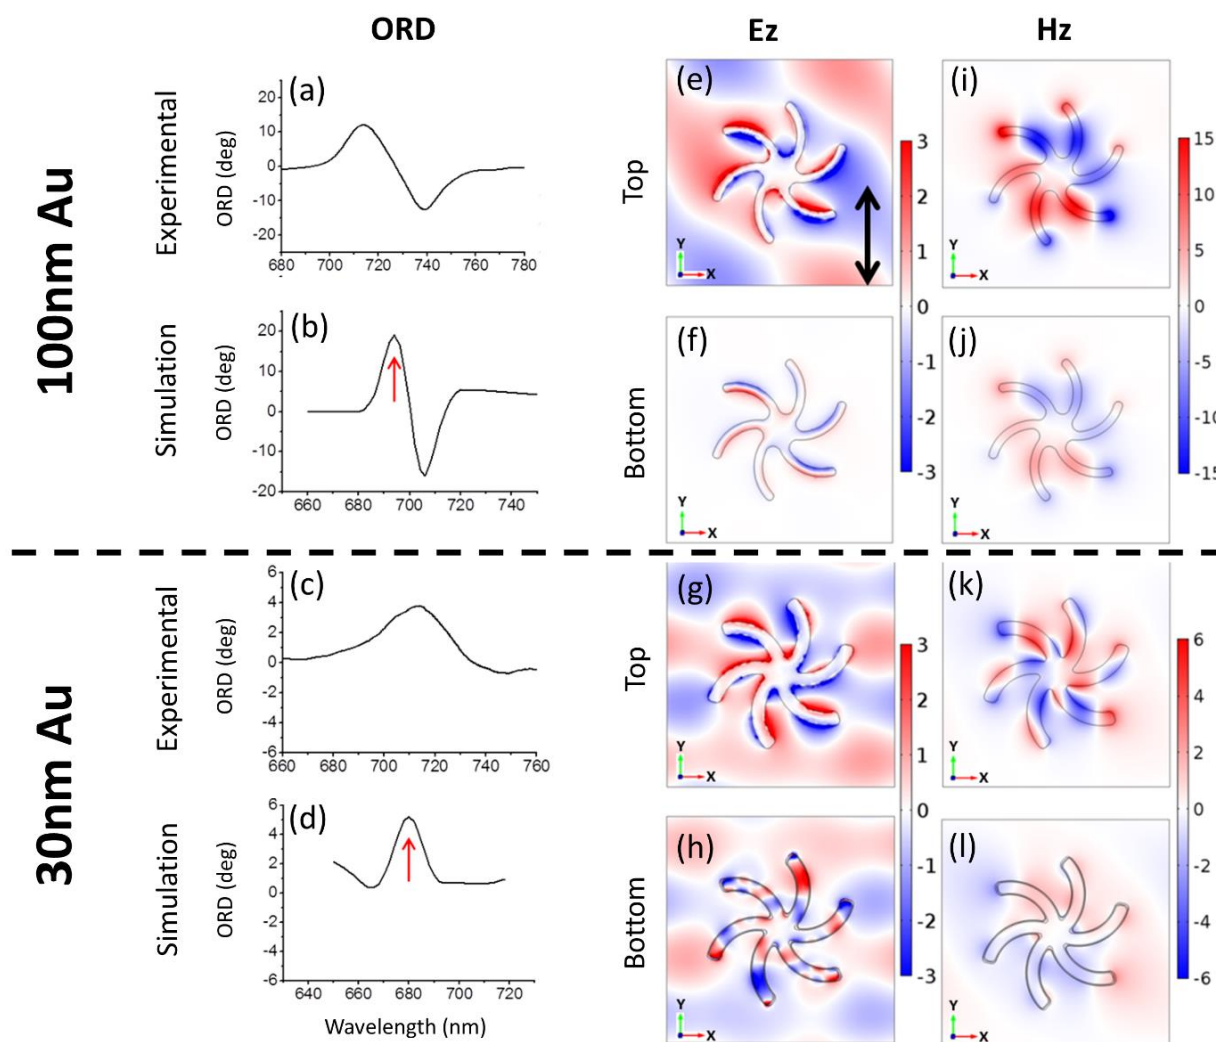 ORD
Ez
Hz
100nm Au
Experimental
ORD (deg)
(a)
20
10
0
-10
-20
680 700 720 740 760 780
Simulation
ORD (deg)
(b)
20
10
0
-10
-20
660 680 700 720 740
Top
(e)
Y
X
(i)
Y
X
Bottom
(f)
Y
X
(j)
Y
X
3
2
1
0
-1
-2
-3
15
10
5
0
-5
-10
-15
30nm Au
Experimental
ORD (deg)
(c)
6
4
2
0
-2
-4
-6
660 680 700 720 740 760
Simulation
ORD (deg)
(d)
6
4
2
0
-2
-4
-6
640 660 680 700 720
Wavelength (nm)
Top
(g)
Y
X
(k)
Y
X
Bottom
(h)
Y
X
(l)
Y
X
3
2
1
0
-1
-2
-3
6
4
2
0
-2
-4
-6